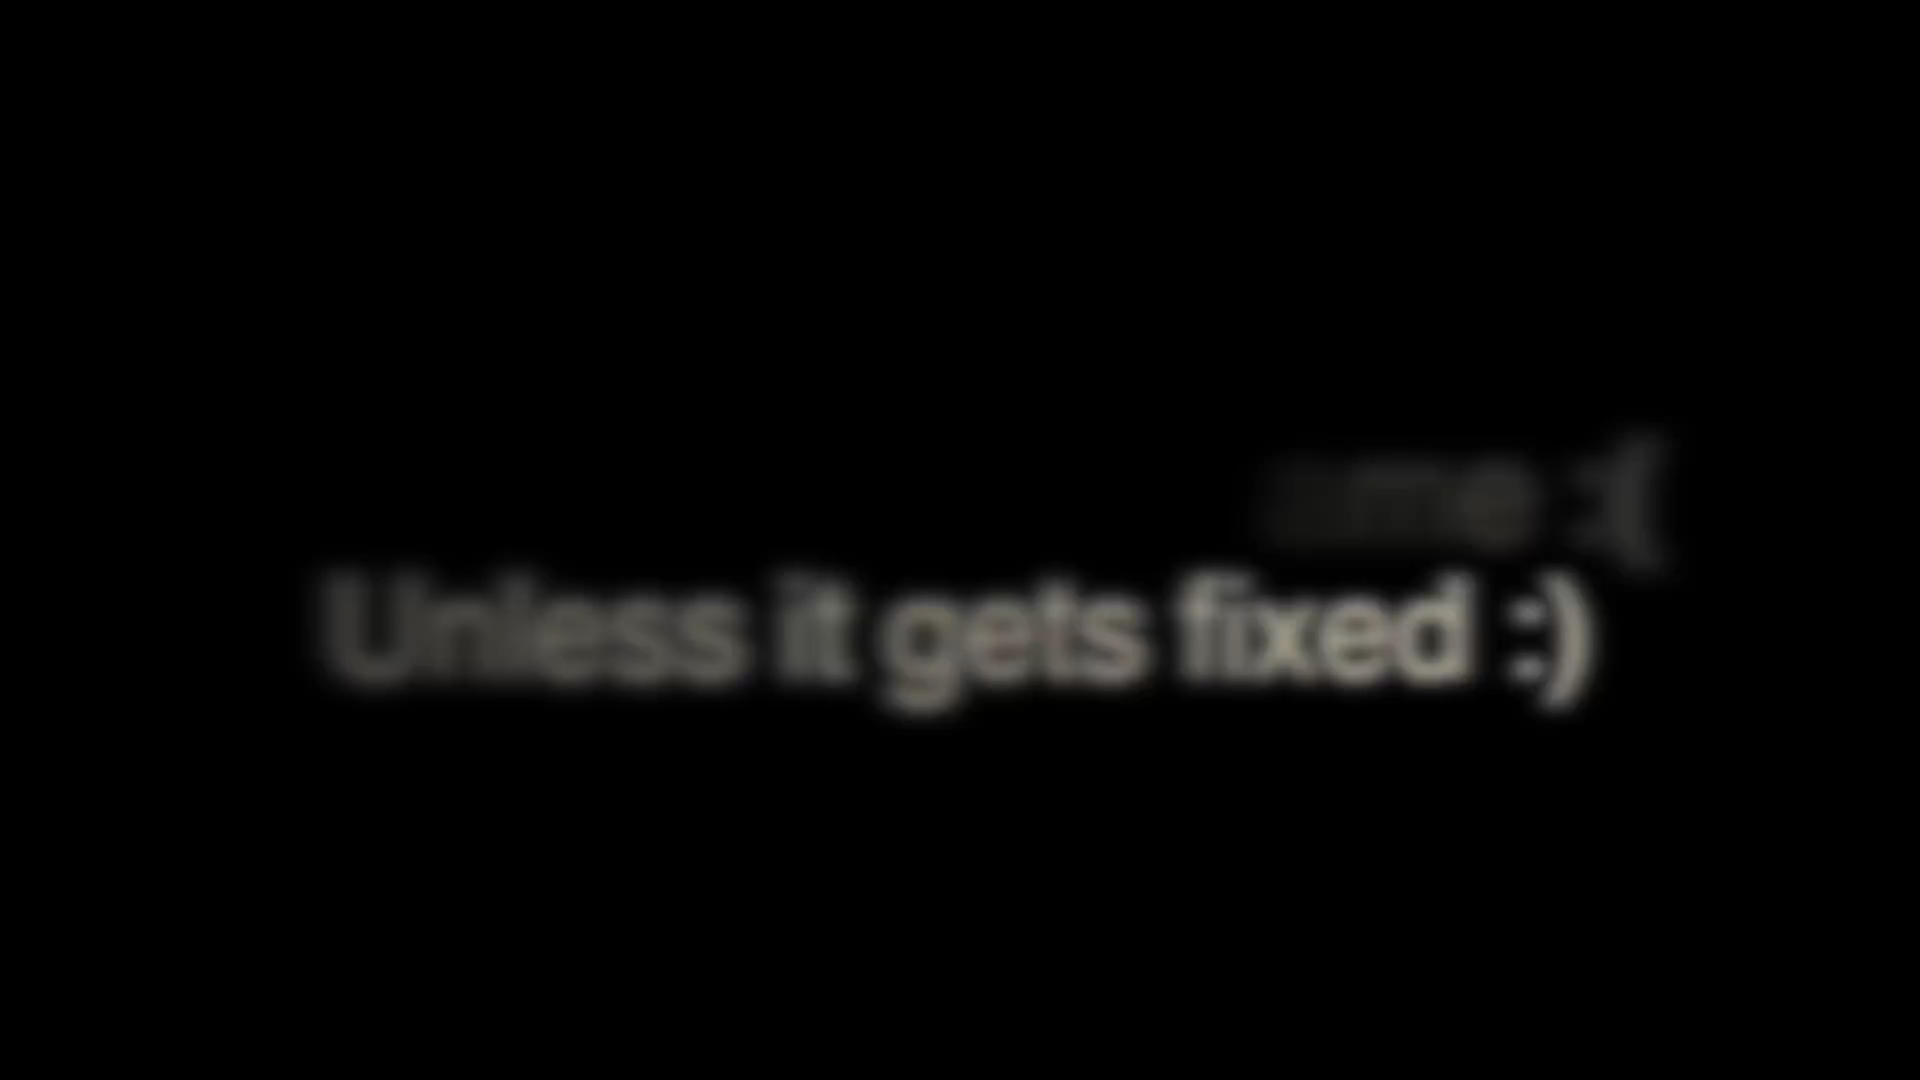 :(
Unless it gets fixed :)